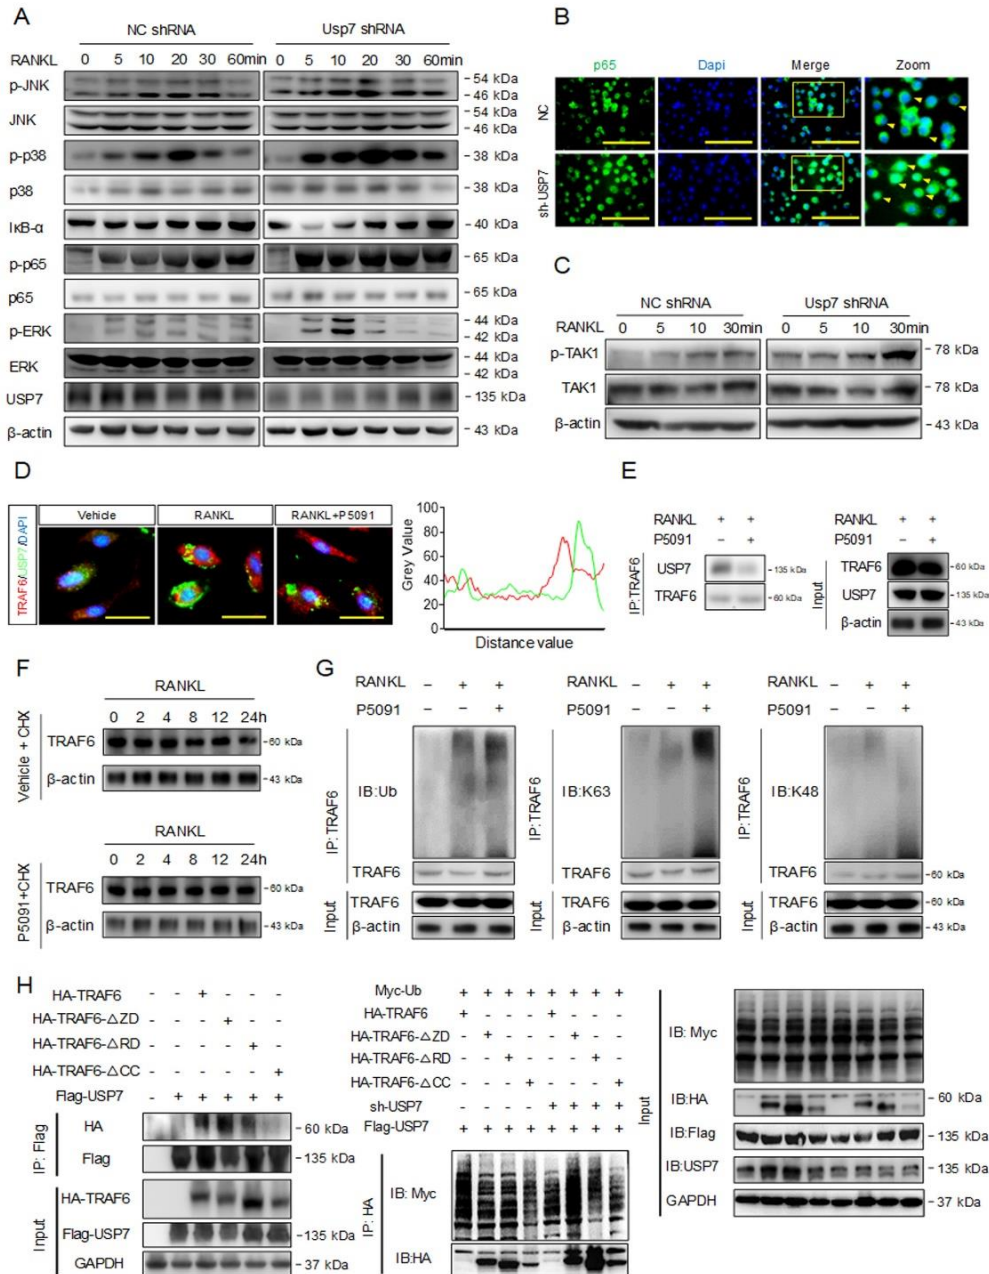 A
NC shRNA Usp7 shRNA
RANKL 0 5 10 20 30 60min 0 5 10 20 30 60min
p-JNK 54 kDa
46 kDa
JNK 54 kDa
46 kDa
p-p38 38 kDa
p38 38 kDa
IκB-α 40 kDa
p-p65 65 kDa
p65 65 kDa
p-ERK 44 kDa
42 kDa
ERK 44 kDa
42 kDa
USP7 135 kDa
β-actin 43 kDa
B
p65 Dapi Merge Zoom
NC
sh-USP7
C
NC shRNA Usp7 shRNA
RANKL 0 5 10 30min 0 5 10 30min
p-TAK1 78 kDa
TAK1 78 kDa
β-actin 43 kDa
D
Vehicle RANKL RANKL+P5091
TRAF6/USP7/DAPI
Grey Value
100
80
60
40
20
0
Distance value
E
RANKL + +
P5091 − +
IP:TRAF6
USP7 135 kDa
TRAF6 60 kDa
RANKL + +
P5091 − +
Input
TRAF6 60 kDa
USP7 135 kDa
β-actin 43 kDa
F
Vehicle + CHX
RANKL
0 2 4 8 12 24h
TRAF6 60 kDa
β-actin 43 kDa
P5091+CHX
RANKL
0 2 4 8 12 24h
TRAF6 60 kDa
β-actin 43 kDa
G
RANKL − + +
P5091 − − +
IP:TRAF6
IB:Ub
TRAF6
Input
TRAF6
β-actin
RANKL − + +
P5091 − − +
IP:TRAF6
IB:K63
TRAF6
Input
TRAF6
β-actin
RANKL − + +
P5091 − − +
IP:TRAF6
IB:K48
TRAF6 60 kDa
Input
TRAF6 60 kDa
β-actin 43 kDa
H
HA-TRAF6 - - + - - -
HA-TRAF6-△ZD - - - + - -
HA-TRAF6-△RD - - - - + -
HA-TRAF6-△CC - - - - - +
Flag-USP7 - + + + + +
IP: Flag
HA 60 kDa
Flag 135 kDa
Input
HA-TRAF6
Flag-USP7 135 kDa
GAPDH 37 kDa
Myc-Ub + + + + + + + +
HA-TRAF6 + - - - + - - -
HA-TRAF6-△ZD - + - - - + - -
HA-TRAF6-△RD - - + - - - + -
HA-TRAF6-△CC - - - + - - - +
sh-USP7 - - - - + + + +
Flag-USP7 + + + + + + + +
IP: HA
IB: Myc
IB:HA
Input
IB: Myc
IB:HA 60 kDa
IB:Flag 135 kDa
IB:USP7 135 kDa
GAPDH 37 kDa